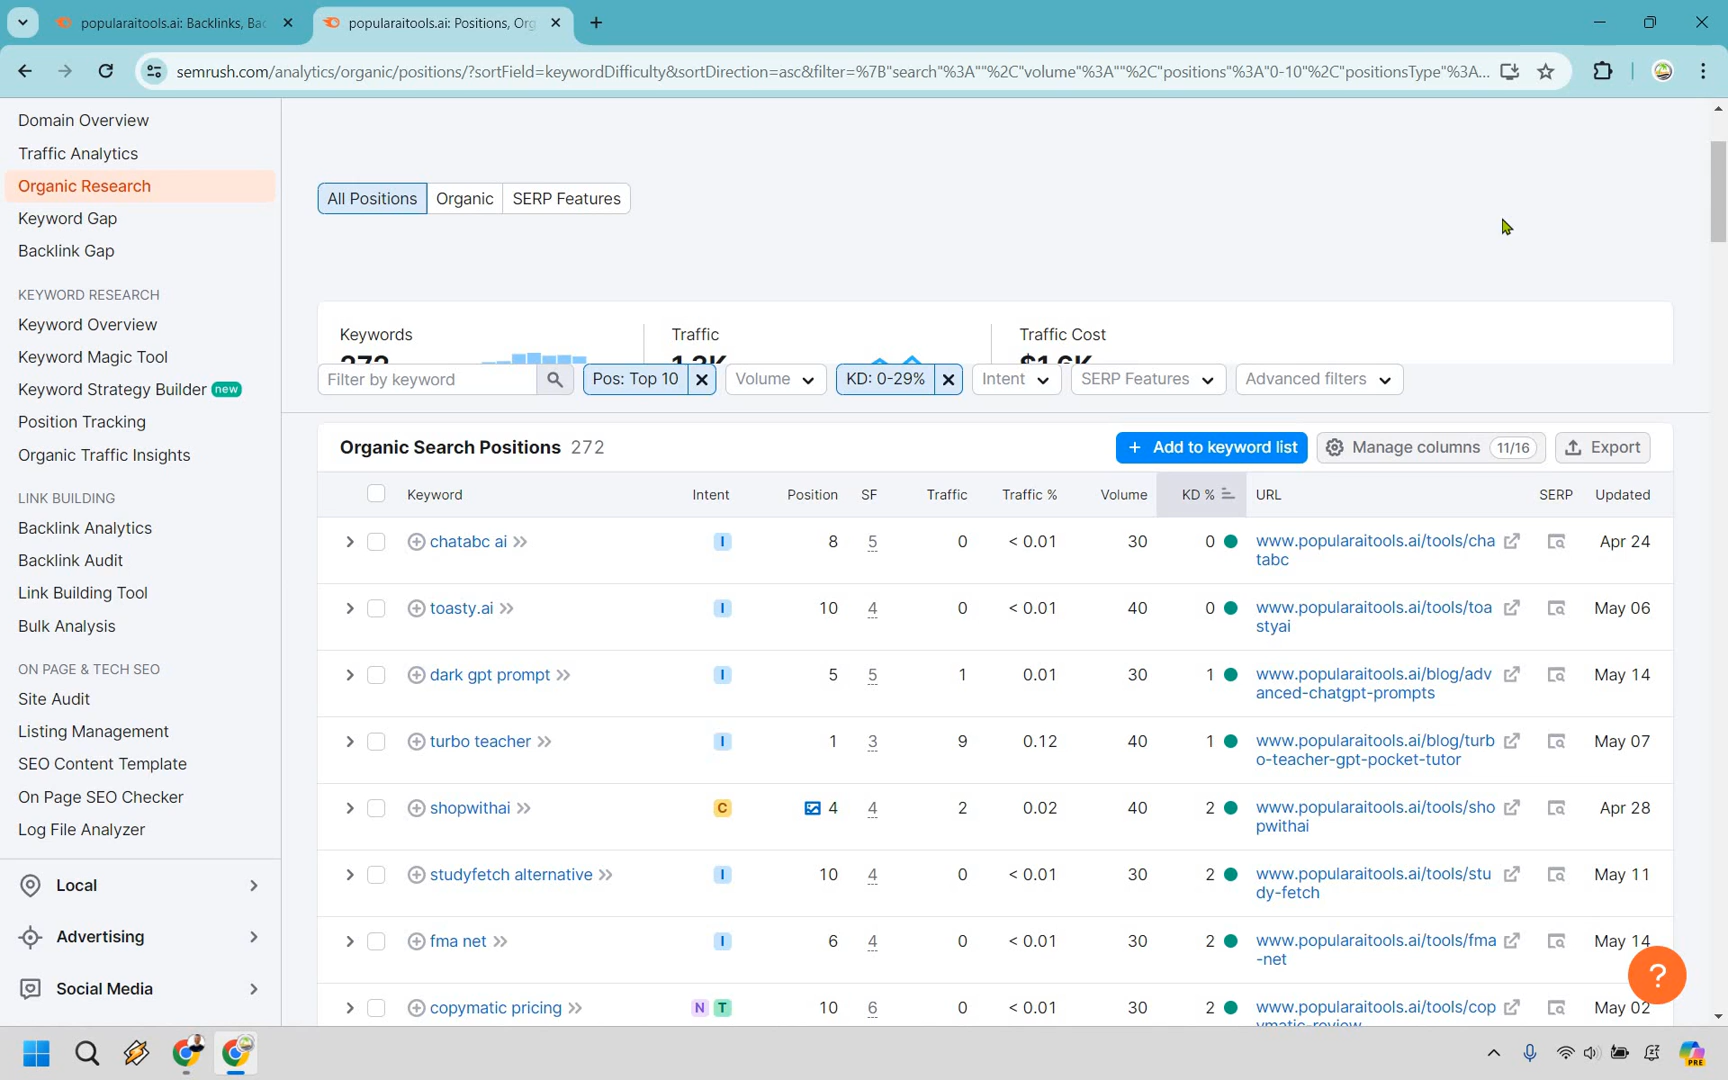 popularaitools.ai: Backlinks, Bac
popularaitools.ai: Positions, Org
semrush.com/analytics/organic/positions/?sortField=keywordDifficulty&sortDirection=asc&filter=%7B"search"%3A""%2C"volume"%3A""%2C"positions"%3A"0-10"%2C"positionsType"%3A...
Domain Overview
Traffic Analytics
Organic Research
Keyword Gap
Backlink Gap
KEYWORD RESEARCH
Keyword Overview
Keyword Magic Tool
Keyword Strategy Builder new
Position Tracking
Organic Traffic Insights
LINK BUILDING
Backlink Analytics
Backlink Audit
Link Building Tool
Bulk Analysis
ON PAGE & TECH SEO
Site Audit
Listing Management
SEO Content Template
On Page SEO Checker
Log File Analyzer
Local
Advertising
Social Media
All Positions Organic SERP Features
Keywords Traffic Traffic Cost
272 1.3K $1.6K
Filter by keyword Pos: Top 10 Volume KD: 0-29% Intent SERP Features Advanced filters
Organic Search Positions 272
+ Add to keyword list Manage columns 11/16 Export
Keyword Intent Position SF Traffic Traffic % Volume KD % URL SERP Updated
chatabc ai I 8 5 0 < 0.01 30 0 www.popularaitools.ai/tools/cha Apr 24
tabc
toasty.ai I 10 4 0 < 0.01 40 0 www.popularaitools.ai/tools/toa May 06
styai
dark gpt prompt I 5 5 1 0.01 30 1 www.popularaitools.ai/blog/adv May 14
anced-chatgpt-prompts
turbo teacher I 1 3 9 0.12 40 1 www.popularaitools.ai/blog/turb May 07
o-teacher-gpt-pocket-tutor
shopwithai C 4 4 2 0.02 40 2 www.popularaitools.ai/tools/sho Apr 28
pwithai
studyfetch alternative I 10 4 0 < 0.01 30 2 www.popularaitools.ai/tools/stu May 11
dy-fetch
fma net I 6 4 0 < 0.01 30 2 www.popularaitools.ai/tools/fma May 14
-net
?
copymatic pricing N T 10 6 0 < 0.01 30 2 www.popularaitools.ai/tools/cop May 02
ymatic-review
PRE